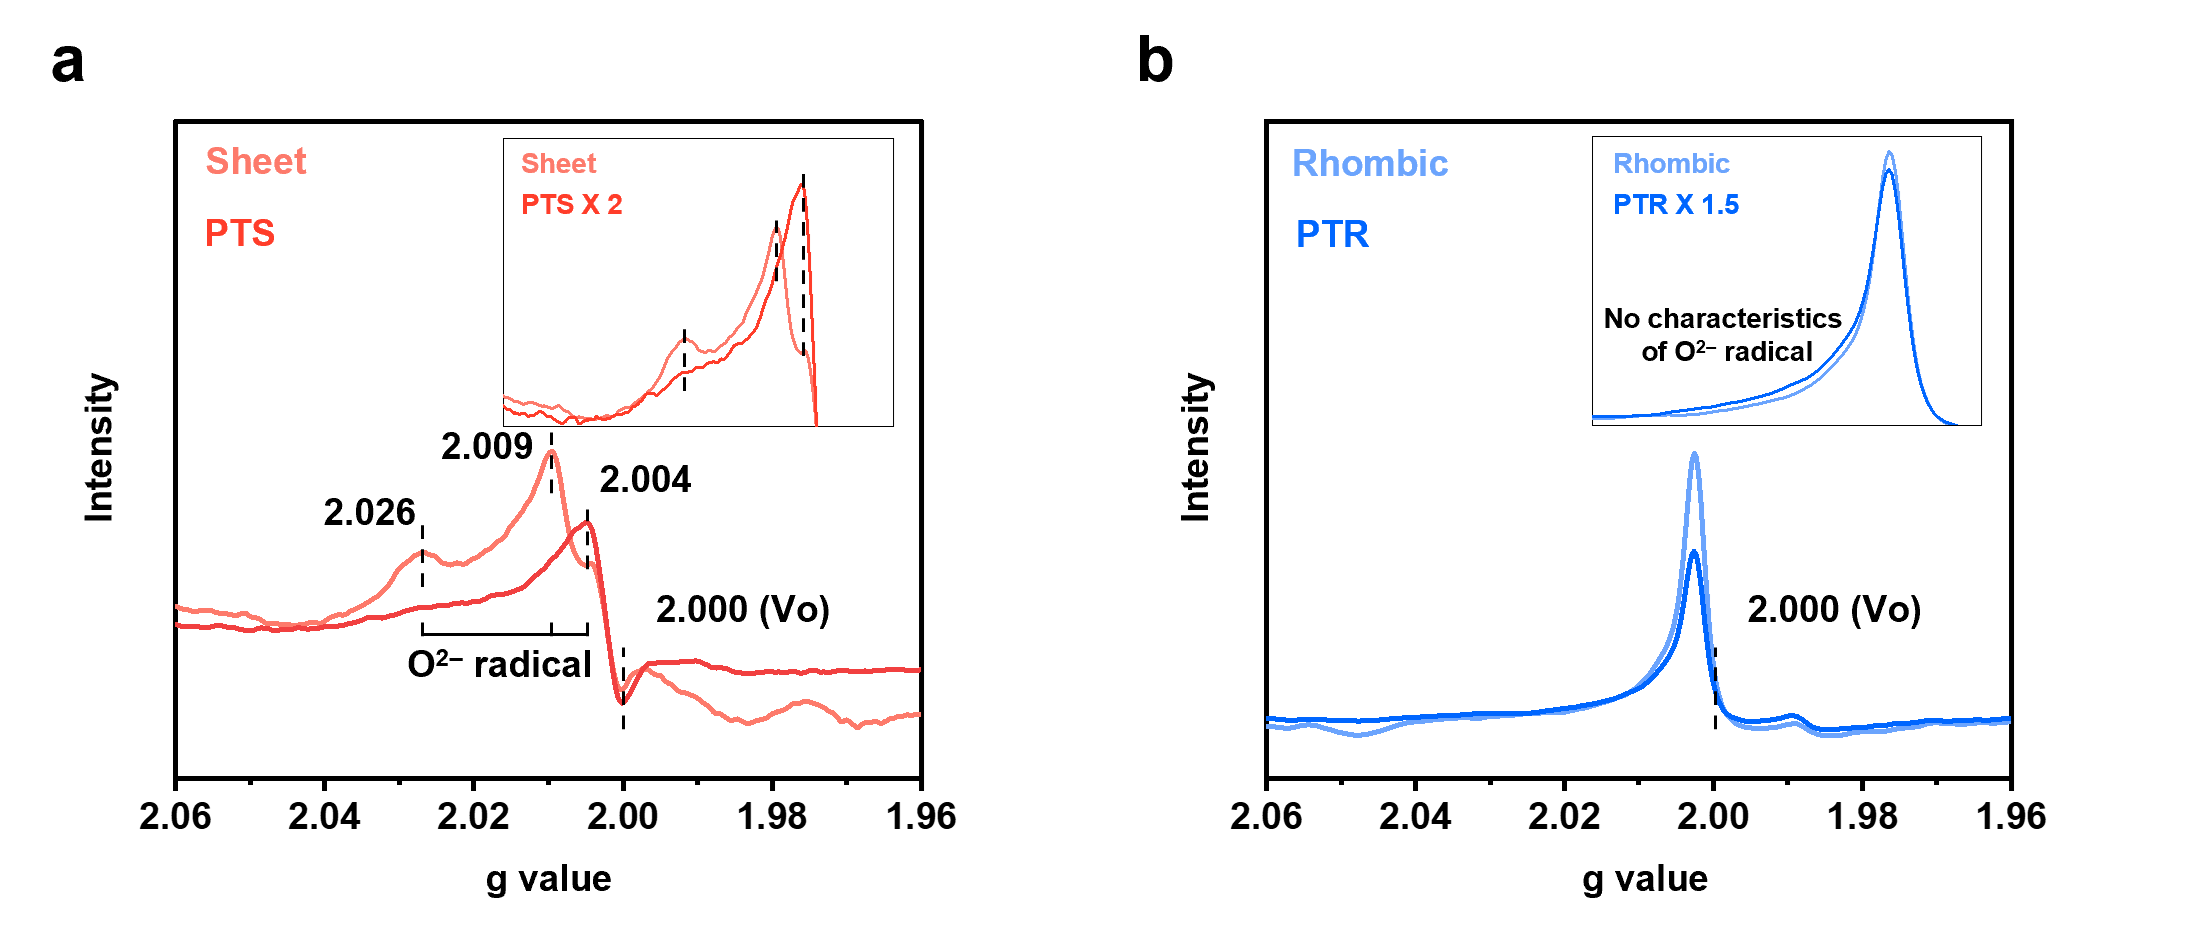 a
Sheet
PTS
Sheet
PTS X 2
2.009
2.004
2.026
2.000 (Vo)
O²⁻ radical
Intensity
2.06 2.04 2.02 2.00 1.98 1.96
g value
b
Rhombic
PTR
Rhombic
PTR X 1.5
No characteristics
of O²⁻ radical
2.000 (Vo)
Intensity
2.06 2.04 2.02 2.00 1.98 1.96
g value